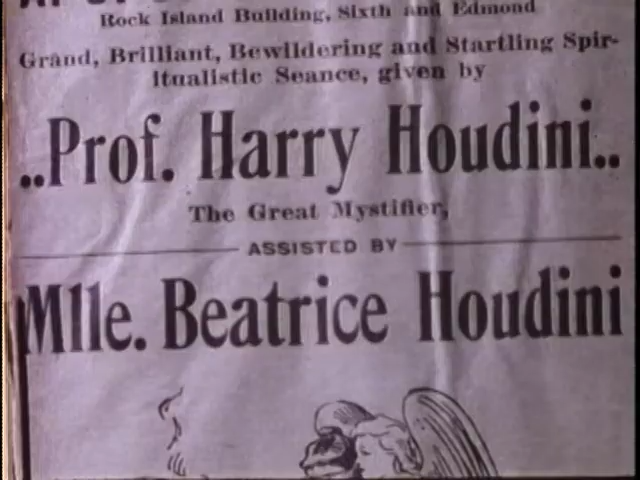 Rock Island Building, Sixth and Edmond
Grand, Brilliant, Bewildering and Startling Spir-
itualistic Seance, given by
..Prof. Harry Houdini..
The Great Mystifier,
ASSISTED BY
Mlle. Beatrice Houdini